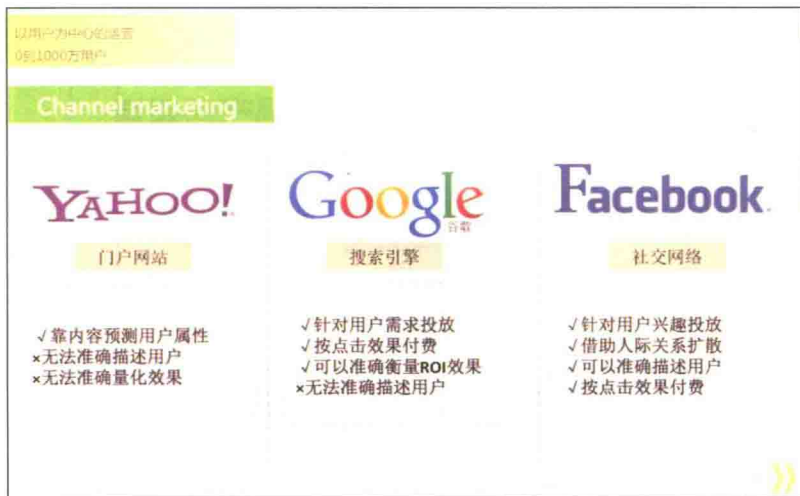 以用户为中心的运营
0到1000万用户
Channel marketing
YAHOO!
门户网站
√靠内容预测用户属性
×无法准确描述用户
×无法准确量化效果
Google
谷歌
搜索引擎
√针对用户需求投放
√按点击效果付费
√可以准确衡量ROI效果
×无法准确描述用户
Facebook
社交网络
√针对用户兴趣投放
√借助人际关系扩散
√可以准确描述用户
√按点击效果付费